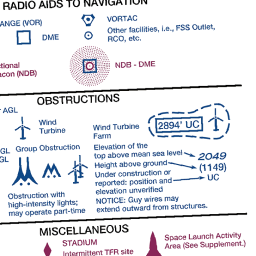 RADIO AIDS TO NAVIGATION
ANGE (VOR)
VORTAC
DME
Other facilities, i.e., FSS Outlet,
RCO, etc.
tional
acon (NDB)
NDB - DME
OBSTRUCTIONS
AGL
Wind
Turbine
Wind Turbine
Farm
2894' UC
GL
GL
Group Obstruction
Elevation of the
top above mean sea level
2049
Height above ground
(1149)
Under construction or
reported: position and
elevation unverified
UC
Obstruction with
high-intensity lights;
may operate part-time
NOTICE: Guy wires may
extend outward from structures.
MISCELLANEOUS
STADIUM
Intermittent TFR site
Space Launch Activity
Area (See Supplement.)